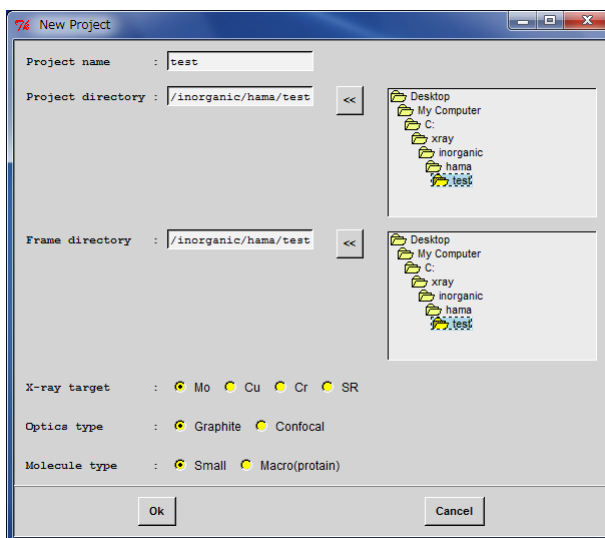 New Project
Project name : test
Project directory : /inorganic/hama/test <<
Desktop
My Computer
C:
xray
inorganic
hama
test
Frame directory : /inorganic/hama/test <<
Desktop
My Computer
C:
xray
inorganic
hama
test
X-ray target : Mo Cu Cr SR
Optics type : Graphite Confocal
Molecule type : Small Macro(protain)
Ok Cancel